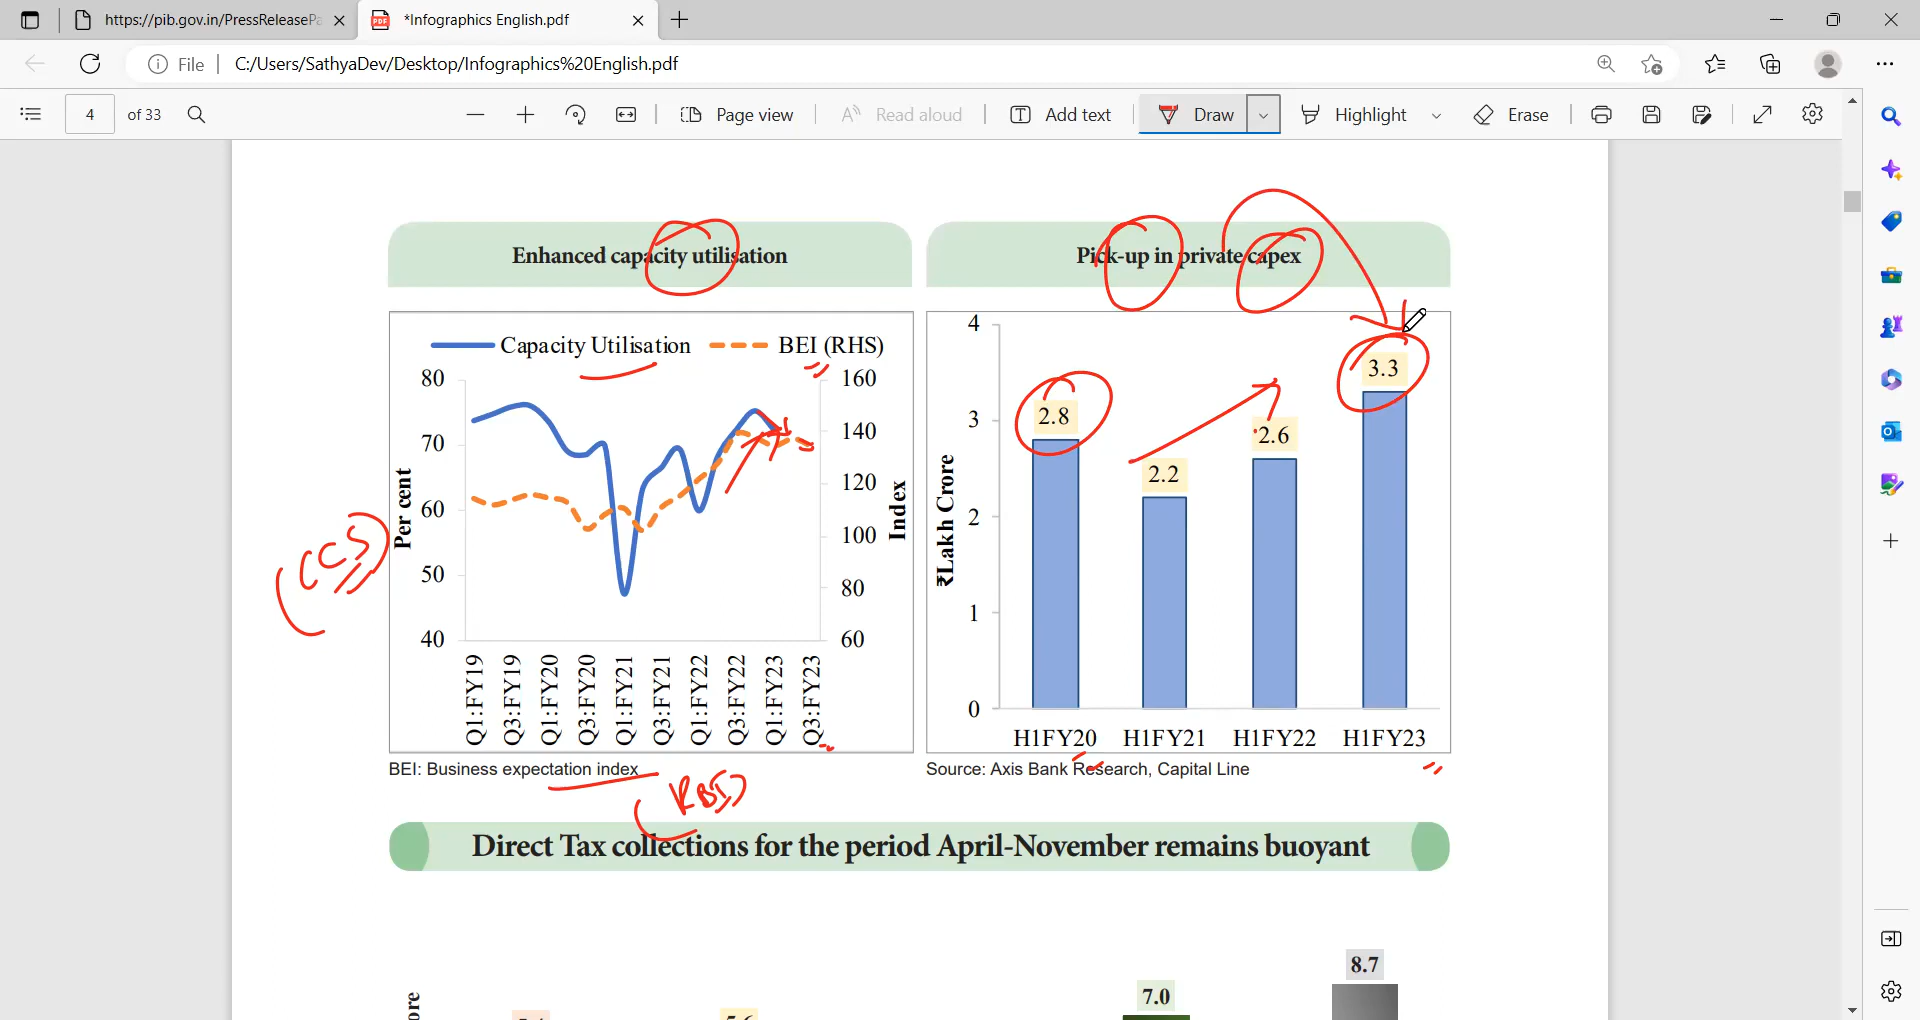 https://pib.gov.in/PressReleasePa
*Infographics English.pdf
File
C:/Users/SathyaDev/Desktop/Infographics%20English.pdf
4 of 33
Page view
Read aloud
Add text
Draw
Highlight
Erase
Enhanced capacity utilisation
Capacity Utilisation BEI (RHS)
80
70
60
50
40
Per cent
160
140
120
100
80
60
Index
Q1:FY19
Q3:FY19
Q1:FY20
Q3:FY20
Q1:FY21
Q3:FY21
Q1:FY22
Q3:FY22
Q1:FY23
Q3:FY23
BEI: Business expectation index
CCS
(RBI)
Pick-up in private capex
4
3
2
1
0
₹Lakh Crore
2.8
2.2
2.6
3.3
H1FY20 H1FY21 H1FY22 H1FY23
Source: Axis Bank Research, Capital Line
Direct Tax collections for the period April-November remains buoyant
7.0
8.7